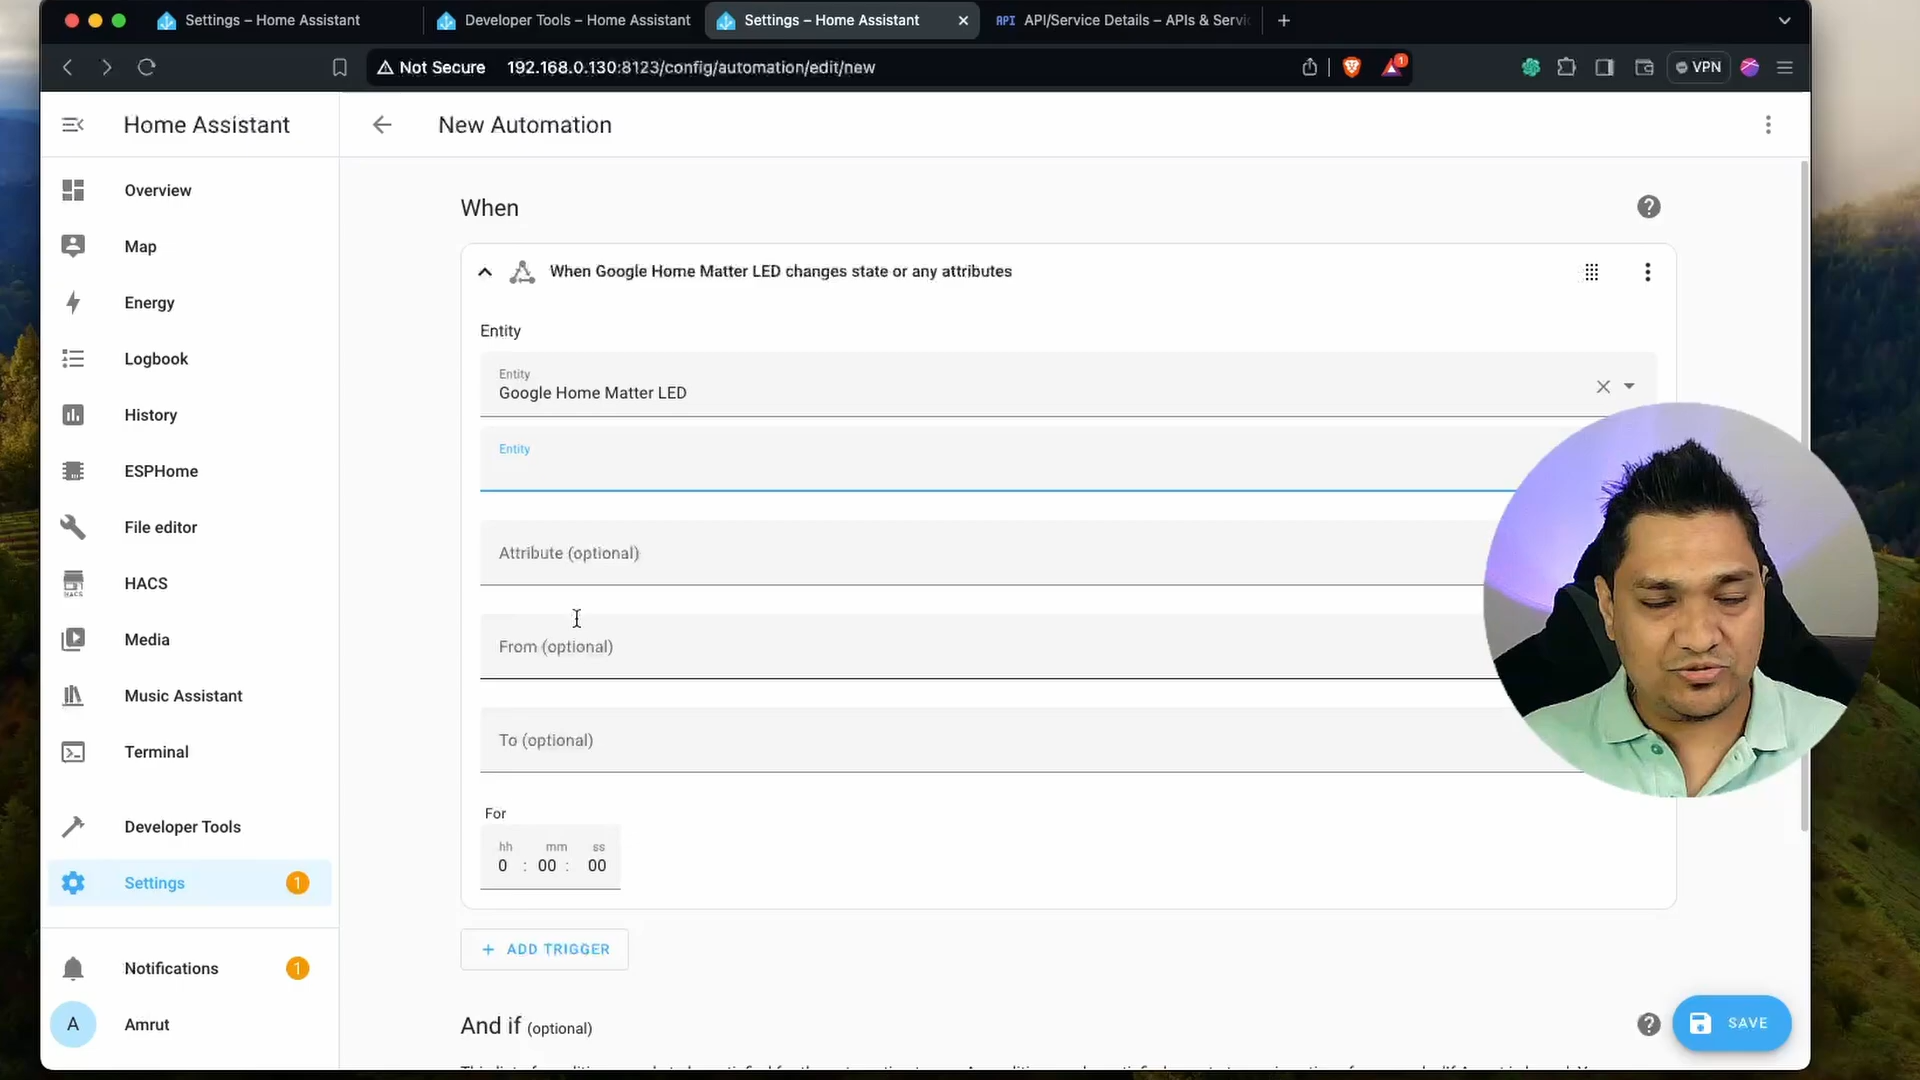 Settings – Home Assistant
Developer Tools – Home Assistant
Settings – Home Assistant
API API/Service Details – APIs & Servi
Not Secure 192.168.0.130:8123/config/automation/edit/new
1
VPN
Home Assistant
New Automation
Overview
Map
Energy
Logbook
History
ESPHome
File editor
HACS
HACS
Media
Music Assistant
Terminal
Developer Tools
Settings 1
Notifications 1
A Amrut
When
?
When Google Home Matter LED changes state or any attributes
Entity
Entity
Google Home Matter LED
Entity
Attribute (optional)
From (optional)
To (optional)
For
hh mm ss
0 : 00 : 00
+ ADD TRIGGER
And if (optional)
?
SAVE